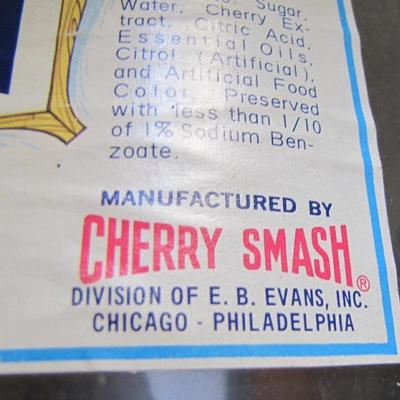 Sugar,
Water, Cherry Ex-
tract, Citric Acid,
Essential Oils,
Citrol (Artificial),
and Artificial Food
Color. Preserved
with less than 1/10
of 1% Sodium Ben-
zoate.
MANUFACTURED BY
CHERRY SMASH®
DIVISION OF E. B. EVANS, INC.
CHICAGO - PHILADELPHIA